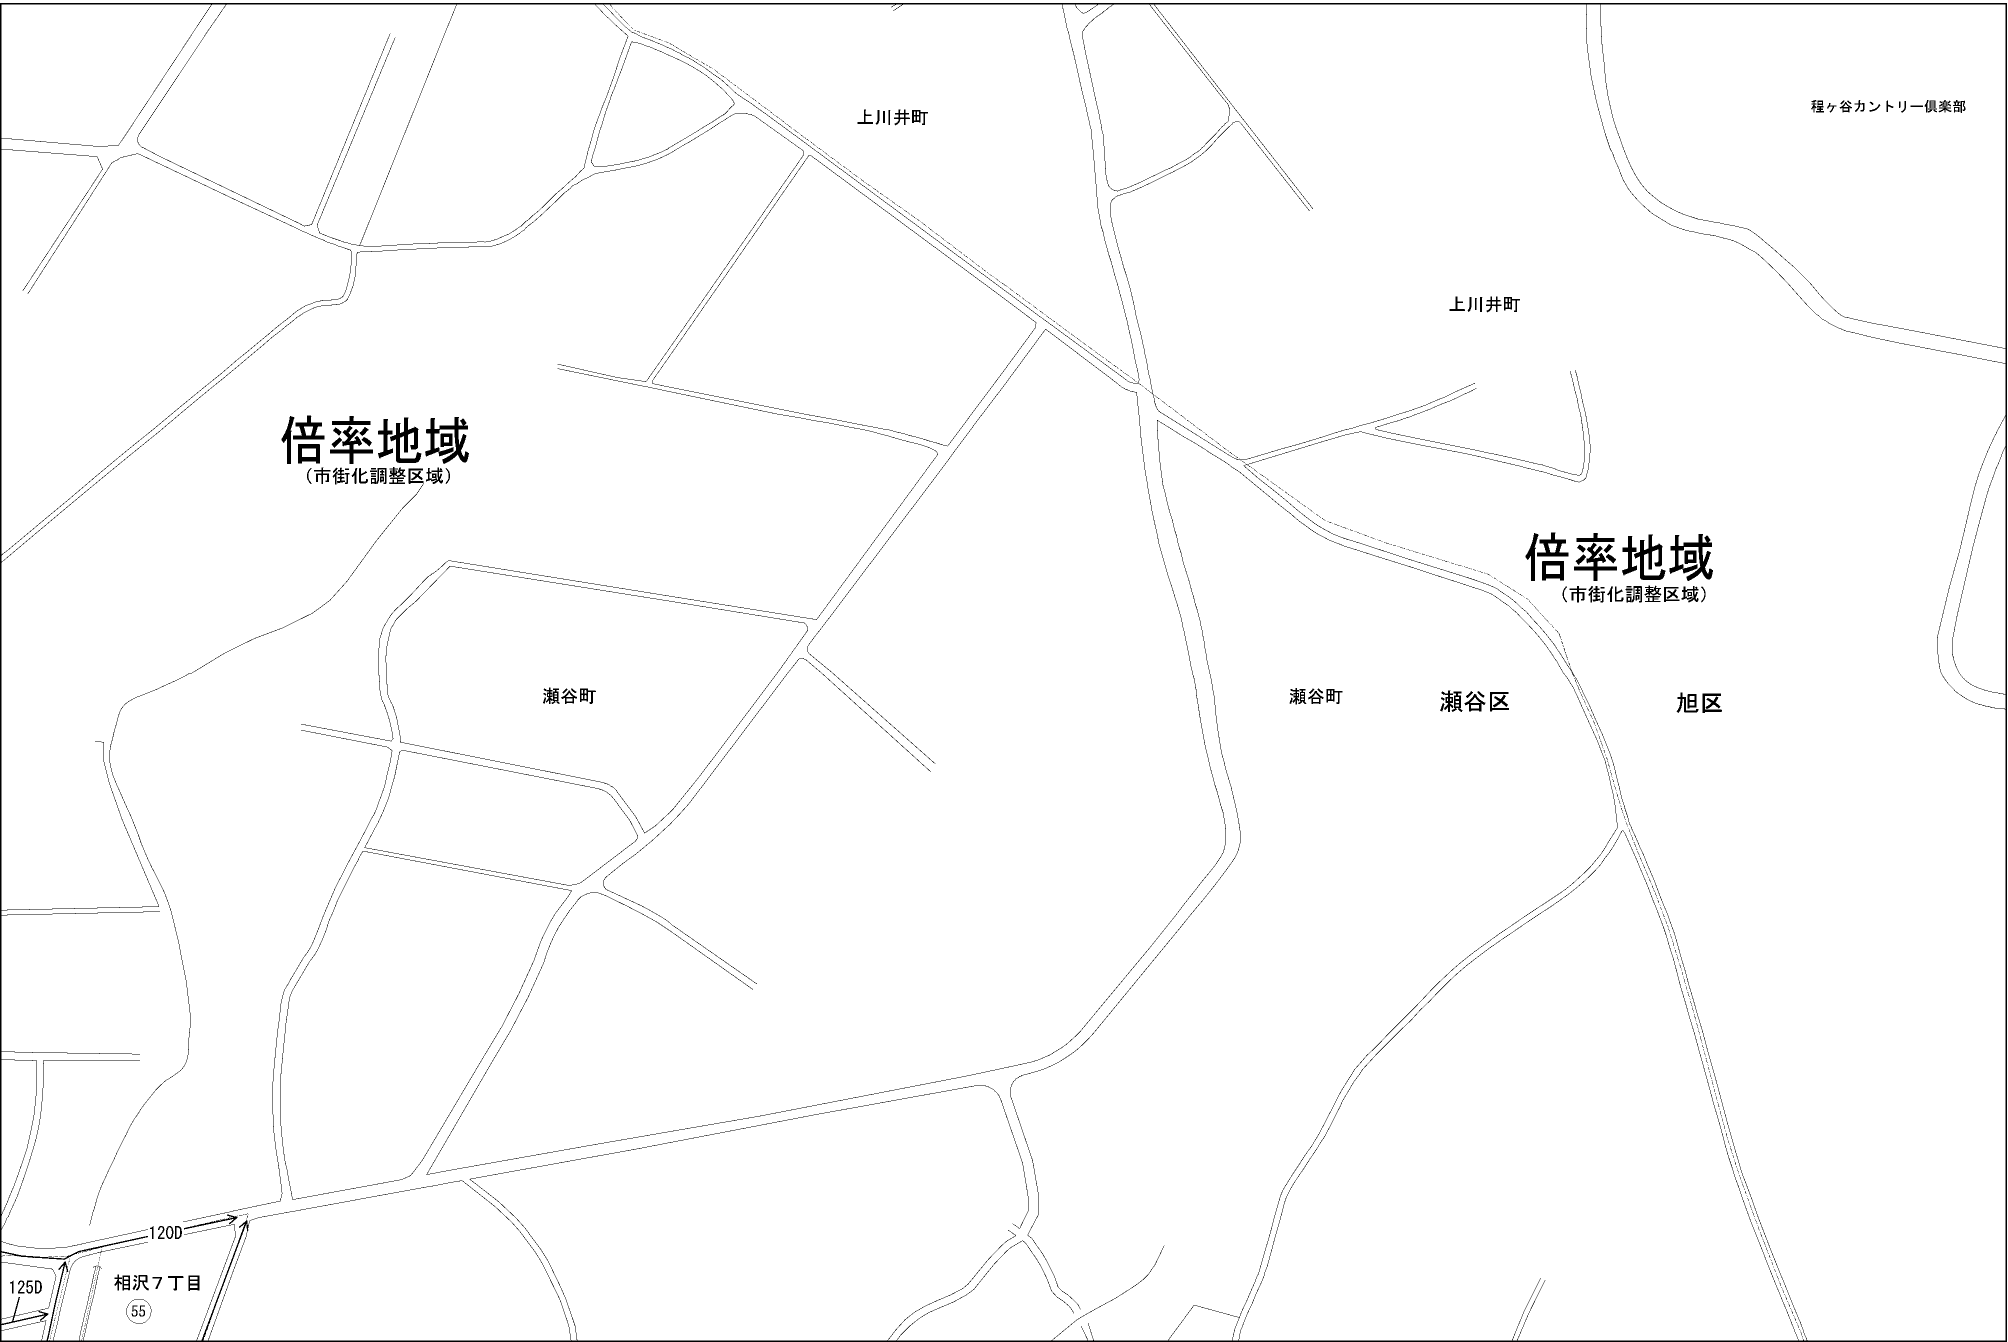 程ヶ谷カントリー倶楽部
上川井町
上川井町
倍率地域
（市街化調整区域）
倍率地域
（市街化調整区域）
瀬谷町
瀬谷町
瀬谷区
旭区
120D
相沢７丁目
125D
55